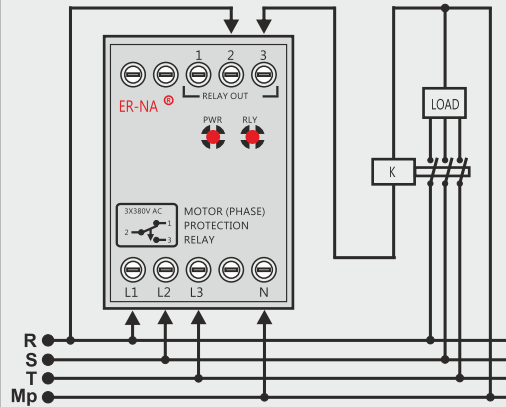 1 2 3
RELAY OUT
ER-NA ®
PWR RLY
LOAD
K
3X380V AC
1
2
3
MOTOR (PHASE)
PROTECTION
RELAY
L1 L2 L3 N
R
S
T
Mp